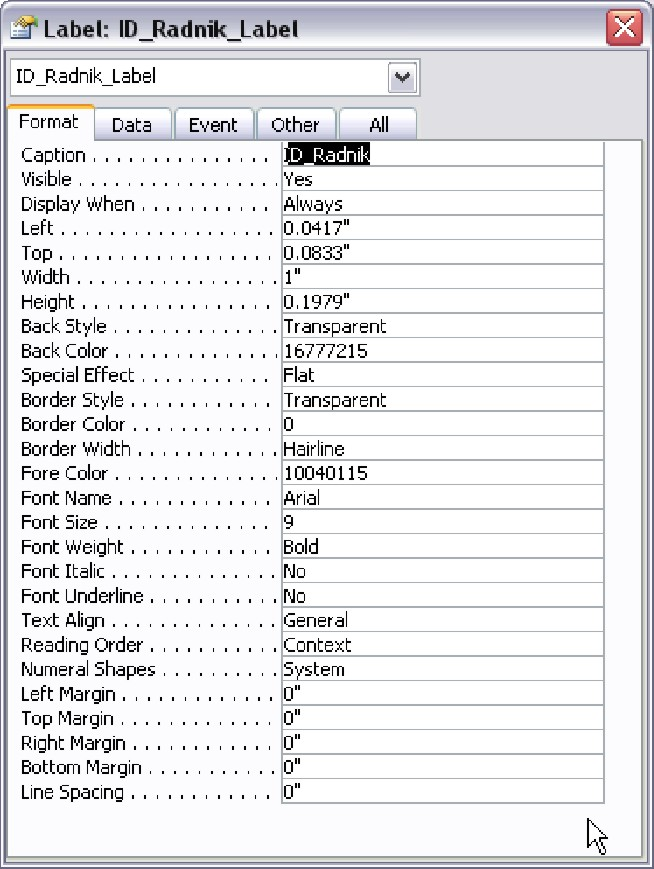 Label: ID_Radnik_Label
ID_Radnik_Label
Format Data Event Other All
Caption . . . . . . . . . . . . . . . ID_Radnik
Visible . . . . . . . . . . . . . . . . . Yes
Display When . . . . . . . . . . Always
Left . . . . . . . . . . . . . . . . . . . 0.0417"
Top . . . . . . . . . . . . . . . . . . . 0.0833"
Width . . . . . . . . . . . . . . . . . 1"
Height . . . . . . . . . . . . . . . . 0.1979"
Back Style . . . . . . . . . . . . . Transparent
Back Color . . . . . . . . . . . . . 16777215
Special Effect . . . . . . . . . . . Flat
Border Style . . . . . . . . . . . . Transparent
Border Color . . . . . . . . . . . 0
Border Width . . . . . . . . . . . Hairline
Fore Color . . . . . . . . . . . . . 10040115
Font Name . . . . . . . . . . . . Arial
Font Size . . . . . . . . . . . . . . 9
Font Weight . . . . . . . . . . . . Bold
Font Italic . . . . . . . . . . . . . No
Font Underline . . . . . . . . . . No
Text Align . . . . . . . . . . . . . General
Reading Order . . . . . . . . . . Context
Numeral Shapes . . . . . . . . . System
Left Margin . . . . . . . . . . . . 0"
Top Margin . . . . . . . . . . . . 0"
Right Margin . . . . . . . . . . . 0"
Bottom Margin . . . . . . . . . . 0"
Line Spacing . . . . . . . . . . . 0"